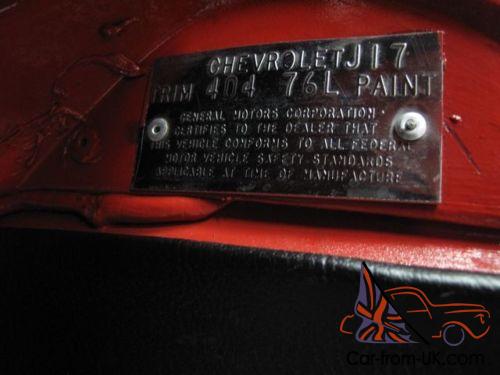 CHEVROLET J17
TRIM 404 76L PAINT
GENERAL MOTORS CORPORATION
CERTIFIES TO THE DEALER THAT
THIS VEHICLE CONFORMS TO ALL FEDERAL
MOTOR VEHICLE SAFETY STANDARDS
APPLICABLE AT TIME OF MANUFACTURE
Car-from-UK.com